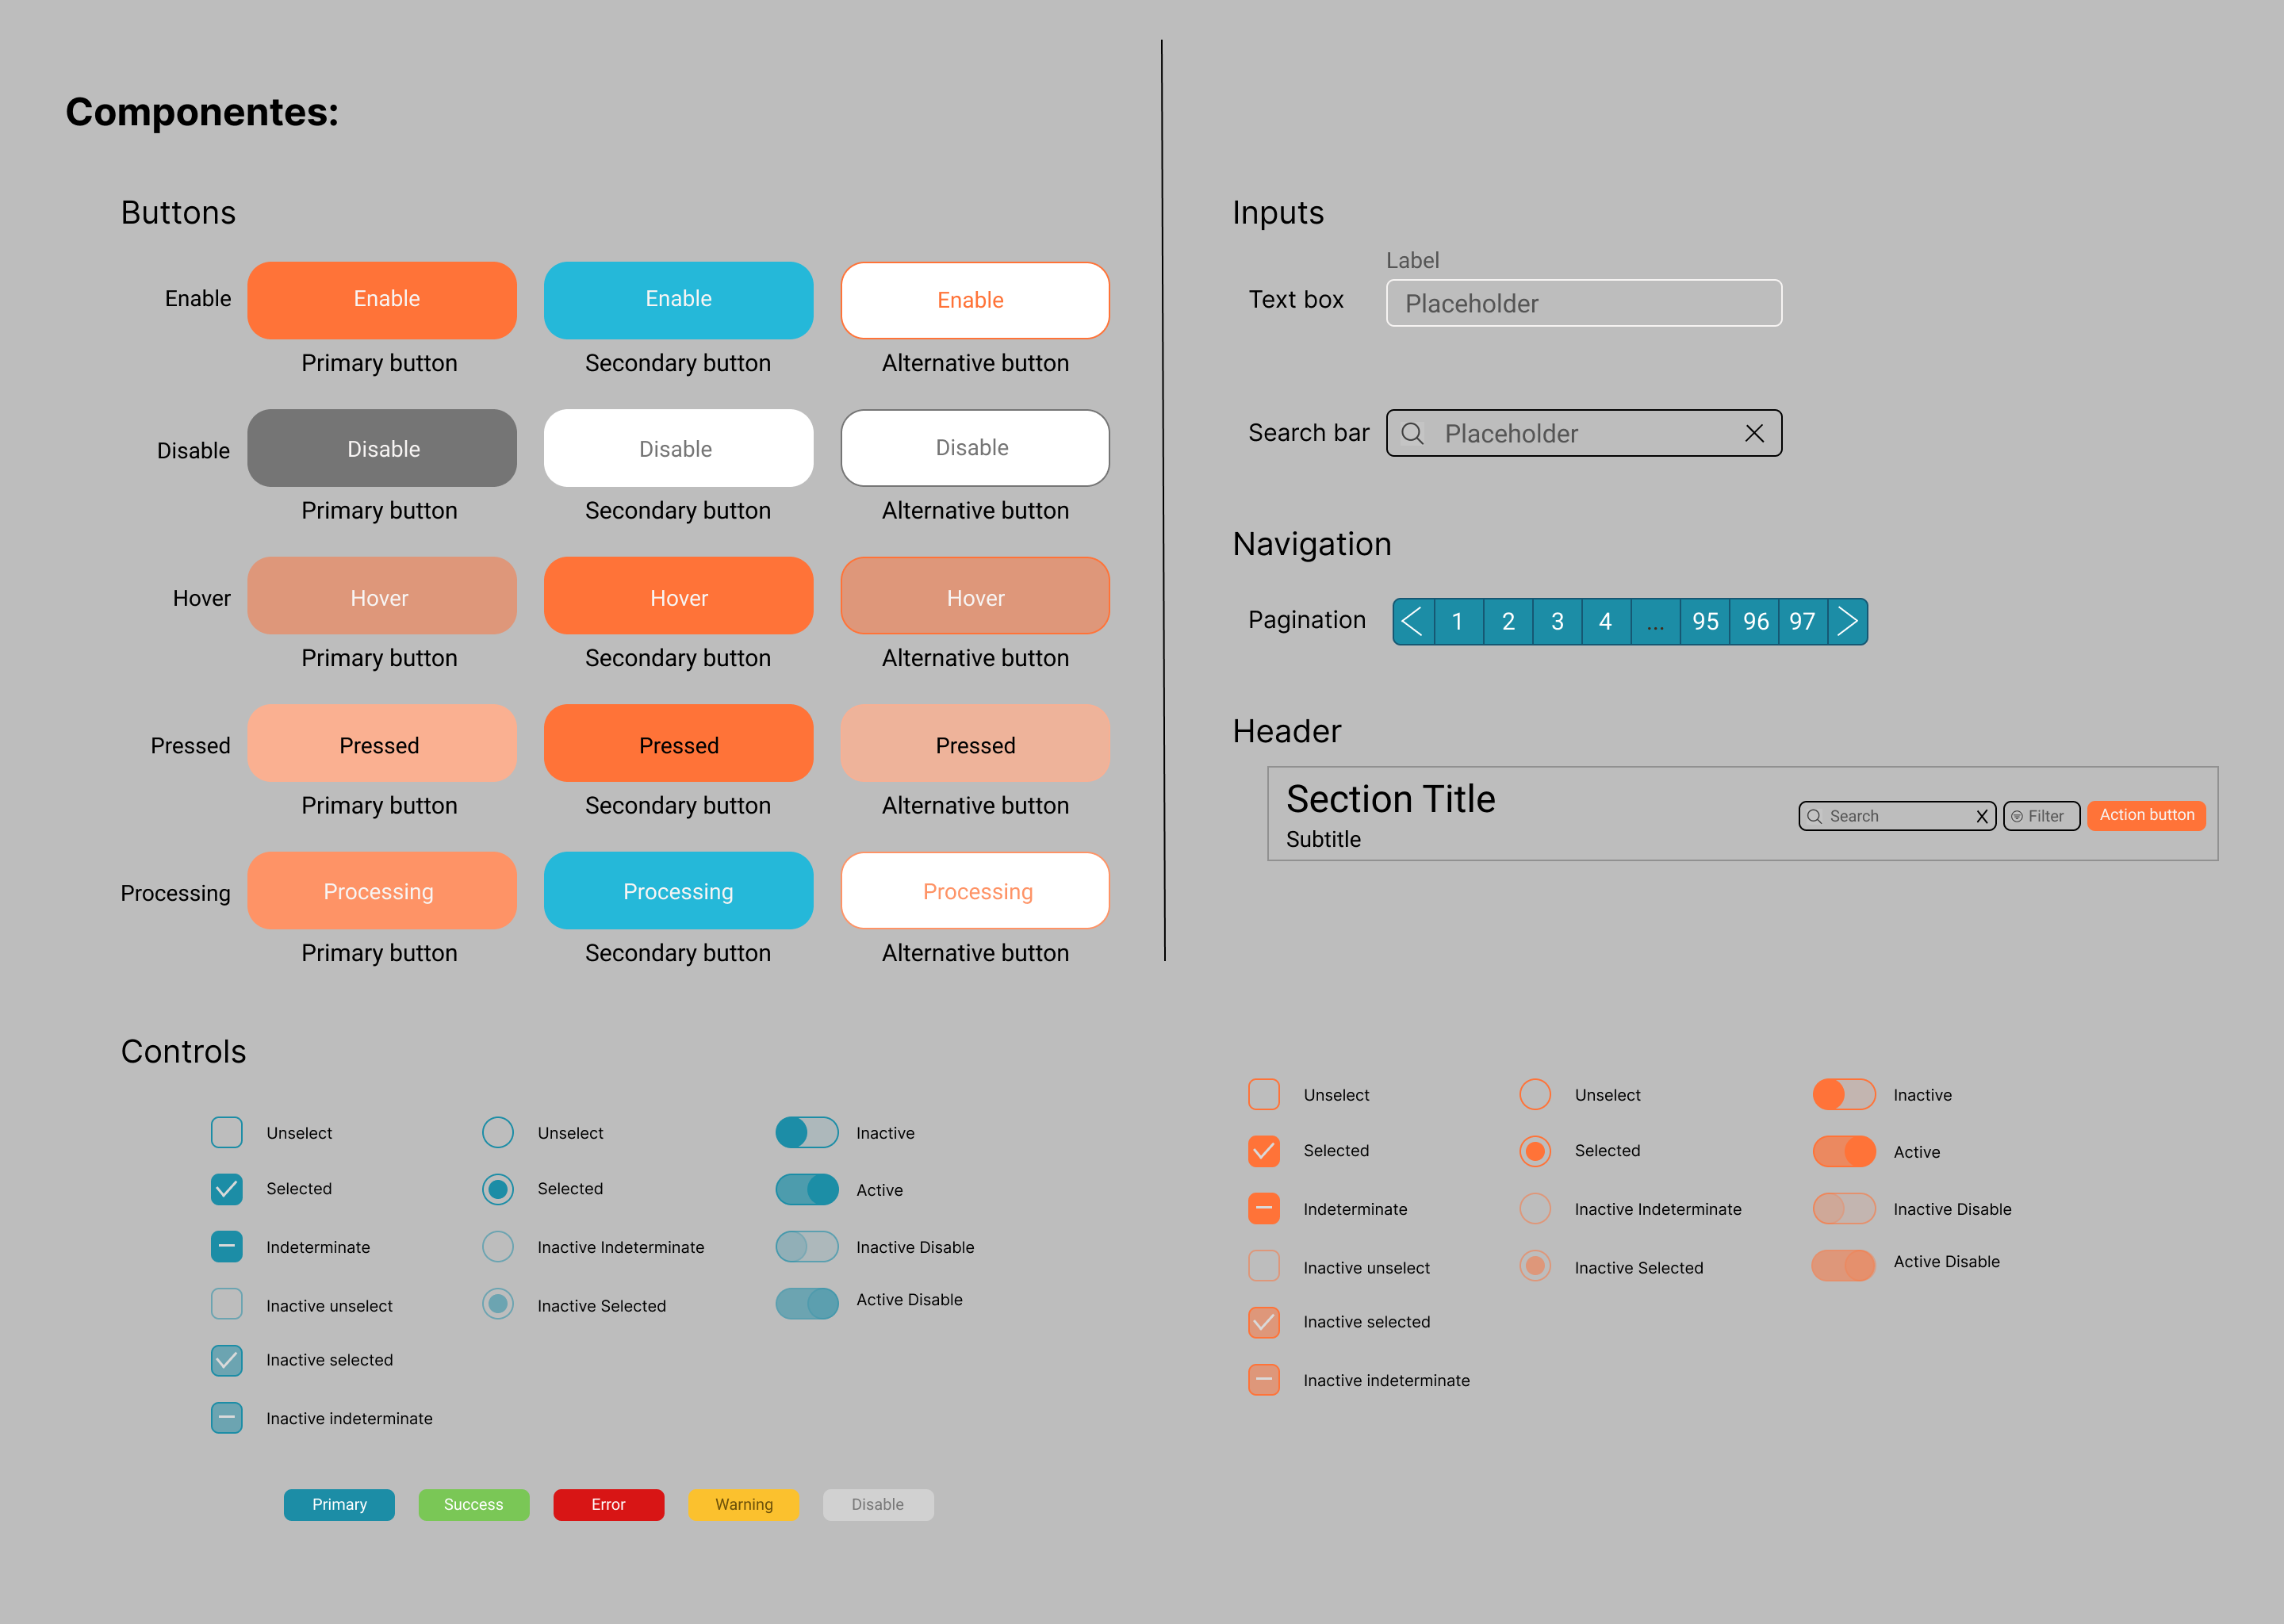 Componentes:
Buttons
Enable Enable Enable Enable
Primary button Secondary button Alternative button
Disable Disable Disable Disable
Primary button Secondary button Alternative button
Hover Hover Hover Hover
Primary button Secondary button Alternative button
Pressed Pressed Pressed Pressed
Primary button Secondary button Alternative button
Processing Processing Processing Processing
Primary button Secondary button Alternative button
Inputs
Label
Text box Placeholder
Search bar Placeholder
Navigation
Pagination 1 2 3 4 ... 95 96 97
Header
Section Title
Subtitle
Search X Filter Action button
Controls
Unselect Unselect Inactive
Selected Selected Active
Indeterminate Inactive Indeterminate Inactive Disable
Inactive unselect Inactive Selected Active Disable
Inactive selected
Inactive indeterminate
Primary Success Error Warning Disable
Unselect Unselect Inactive
Selected Selected Active
Indeterminate Inactive Indeterminate Inactive Disable
Inactive unselect Inactive Selected Active Disable
Inactive selected
Inactive indeterminate